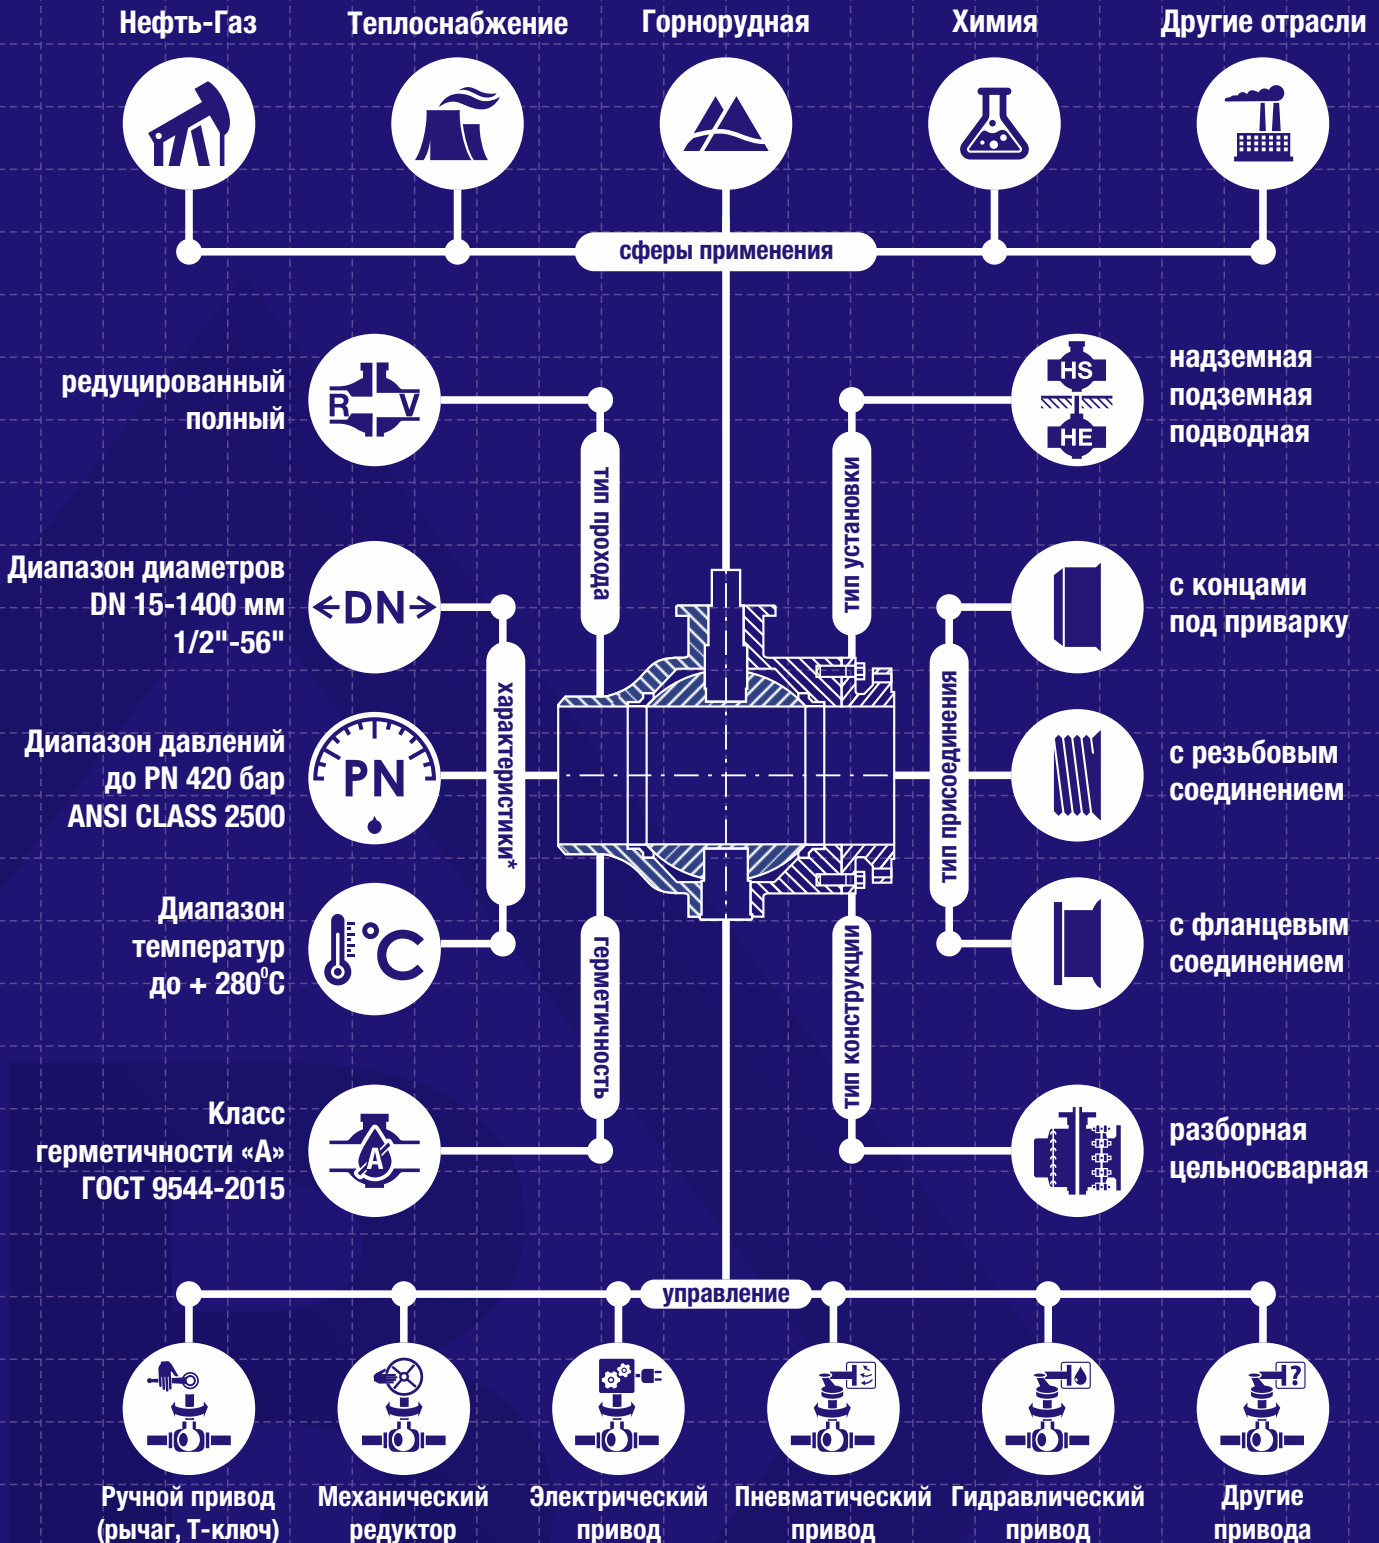 Нефть-Газ
Теплоснабжение
Горнорудная
Химия
Другие отрасли
сферы применения
редуцированный
полный
R V
тип прохода
тип установки
HS
HE
надземная
подземная
подводная
Диапазон диаметров
DN 15-1400 мм
1/2"-56"
DN
характеристики*
тип присоединения
с концами
под приварку
Диапазон давлений
до PN 420 бар
ANSI CLASS 2500
PN
с резьбовым
соединением
Диапазон
температур
до + 280⁰C
°C
с фланцевым
соединением
герметичность
тип конструкции
Класс
герметичности «А»
ГОСТ 9544-2015
A
разборная
цельносварная
управление
?
Ручной привод
(рычаг, Т-ключ)
Механический
редуктор
Электрический
привод
Пневматический
привод
Гидравлический
привод
Другие
привода